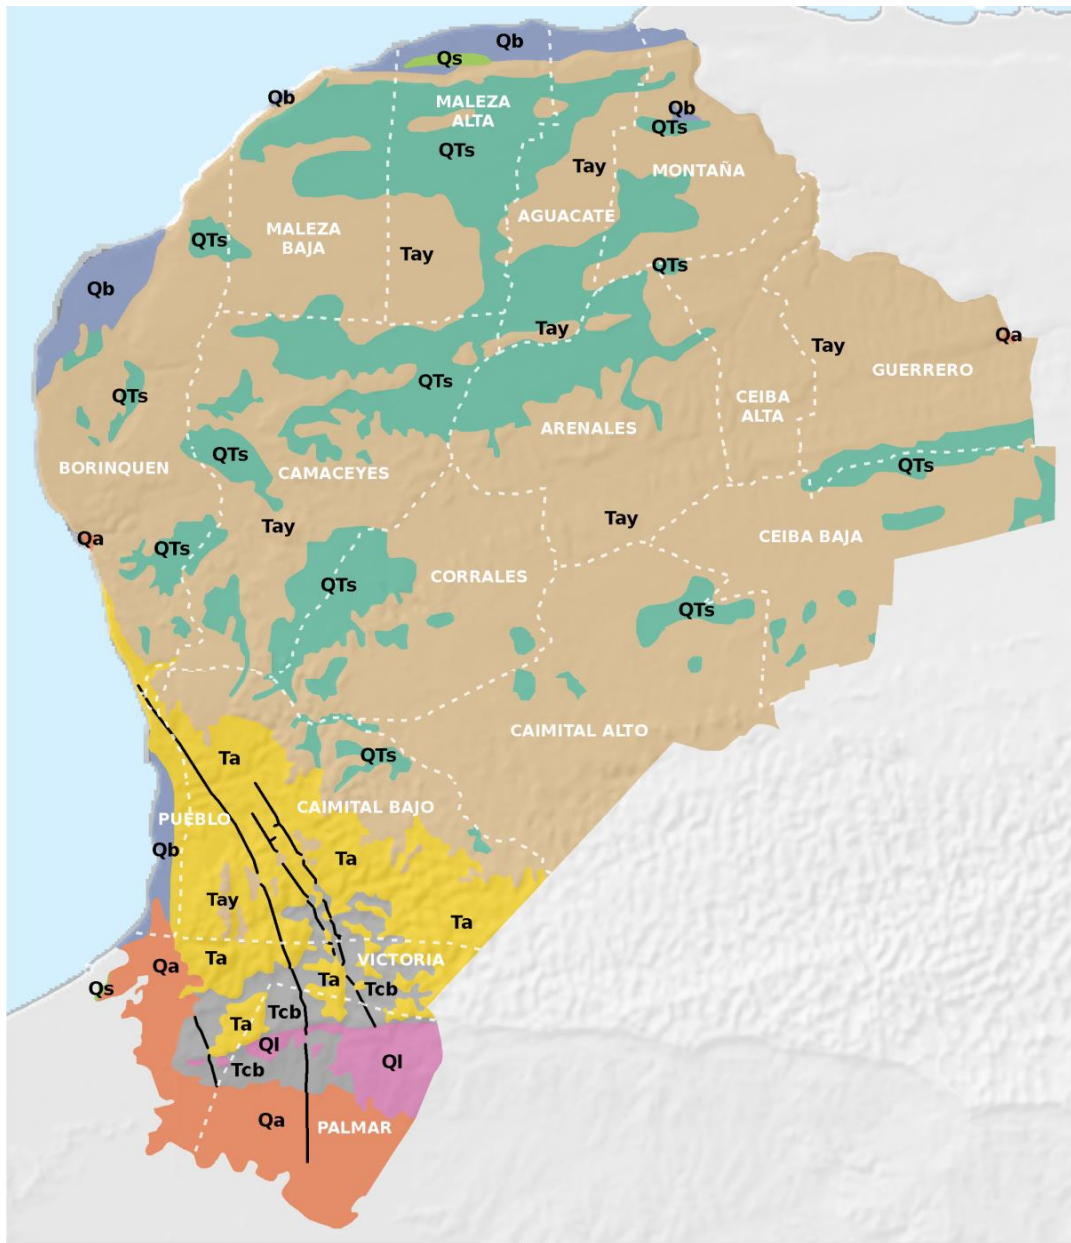 Qb
Qs
Qb
MALEZA
ALTA
Qb
QTs
QTs
Tay
MONTAÑA
AGUACATE
MALEZA
BAJA
QTs
Tay
QTs
Qb
Tay
Qa
Tay
GUERRERO
QTs
QTs
CEIBA
ALTA
ARENALES
QTs
BORINQUEN
CAMACEYES
QTs
Tay
Tay
Qa
QTs
CEIBA BAJA
CORRALES
QTs
QTs
CAIMITAL ALTO
Ta
QTs
CAIMITAL BAJO
PUEBLO
Qb
Ta
Tay
Ta
Ta
VICTORIA
Qa
Ta
Qs
Tcb
Tcb
Ta
Ql
Ql
Tcb
Qa
PALMAR